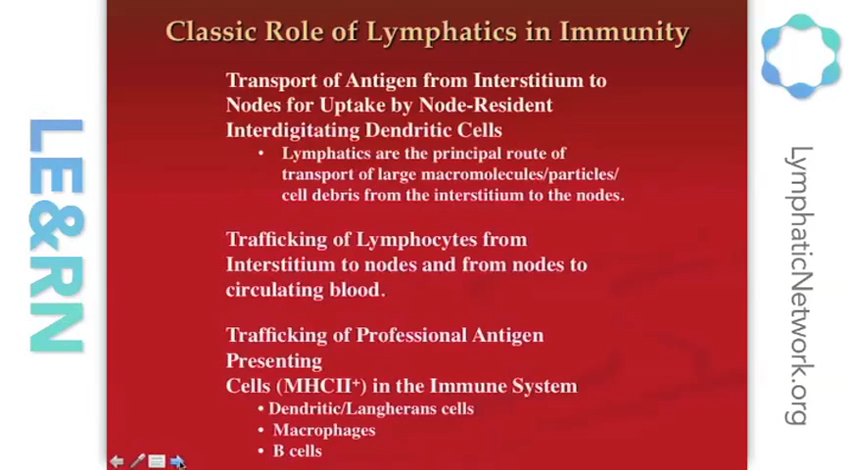 Classic Role of Lymphatics in Immunity
Transport of Antigen from Interstitium to
Nodes for Uptake by Node-Resident
Interdigitating Dendritic Cells
• Lymphatics are the principal route of
transport of large macromolecules/particles/
cell debris from the interstitium to the nodes.
Trafficking of Lymphocytes from
Interstitium to nodes and from nodes to
circulating blood.
Trafficking of Professional Antigen
Presenting
Cells (MHCII⁺) in the Immune System
• Dendritic/Langherans cells
• Macrophages
• B cells
LE&RN
LymphaticNetwork.org